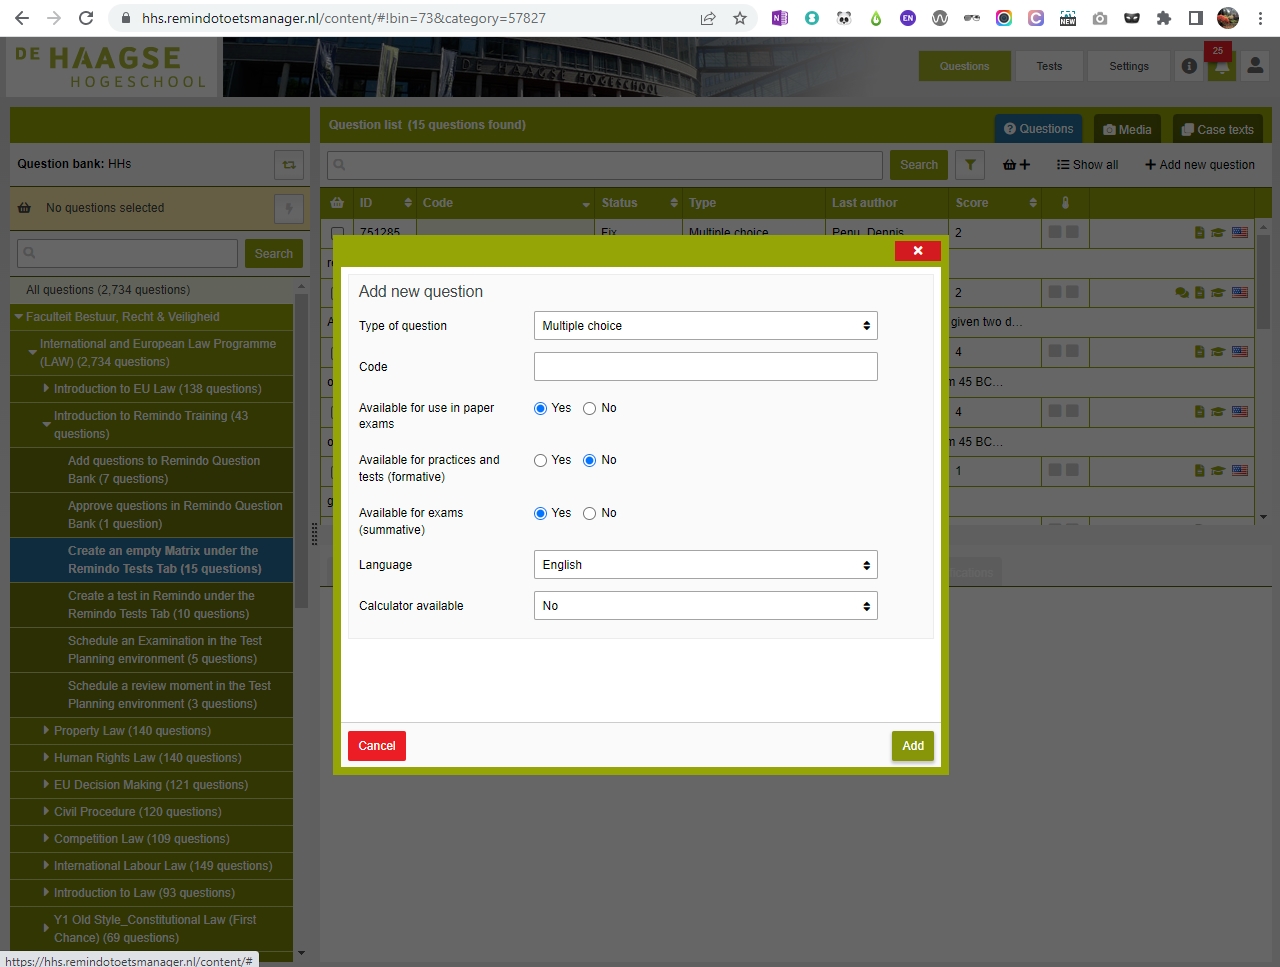 hhs.remindotoetsmanager.nl/content/#!bin=73&category=57827
DE HAAGSE
HOGESCHOOL
DE HAAGSE HOGESCHOOL
Questions
Tests
Settings
25
Question list (15 questions found)
Questions
Media
Case texts
Question bank: HHs
Search
Show all
Add new question
No questions selected
ID
Code
Status
Type
Last author
Score
751285
Fix
Multiple choice
Penu, Dennis
2
Search
2
given two d...
4
m 45 BC...
4
m 45 BC...
1
All questions (2,734 questions)
Faculteit Bestuur, Recht & Veiligheid
International and European Law Programme
(LAW) (2,734 questions)
Introduction to EU Law (138 questions)
Introduction to Remindo Training (43
questions)
Add questions to Remindo Question
Bank (7 questions)
Approve questions in Remindo Question
Bank (1 question)
Create an empty Matrix under the
Remindo Tests Tab (15 questions)
Create a test in Remindo under the
Remindo Tests Tab (10 questions)
Schedule an Examination in the Test
Planning environment (5 questions)
Schedule a review moment in the Test
Planning environment (3 questions)
Property Law (140 questions)
Human Rights Law (140 questions)
EU Decision Making (121 questions)
Civil Procedure (120 questions)
Competition Law (109 questions)
International Labour Law (149 questions)
Introduction to Law (93 questions)
Y1 Old Style_Constitutional Law (First
Chance) (69 questions)
Add new question
Type of question
Multiple choice
Code
Available for use in paper
exams
Yes No
Available for practices and
tests (formative)
Yes No
Available for exams
(summative)
Yes No
Language
English
Calculator available
No
Cancel
Add
https://hhs.remindotoetsmanager.nl/content/#